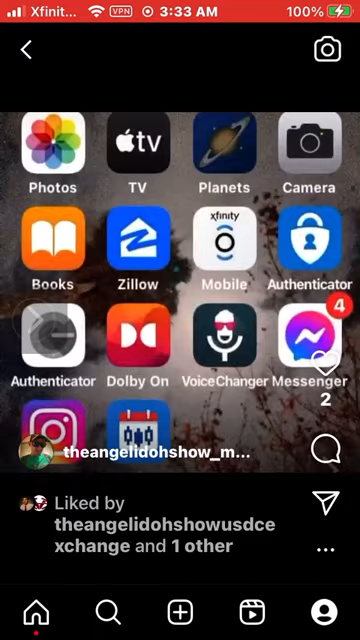 Xfinit... VPN 3:33 AM 100%
tv
Photos TV Planets Camera
xfinity
Books Zillow Mobile Authenticator
4
Authenticator Dolby On VoiceChanger Messenger
2
theangelidohshow_m...
Liked by
theangelidohshowusdce
xchange and 1 other